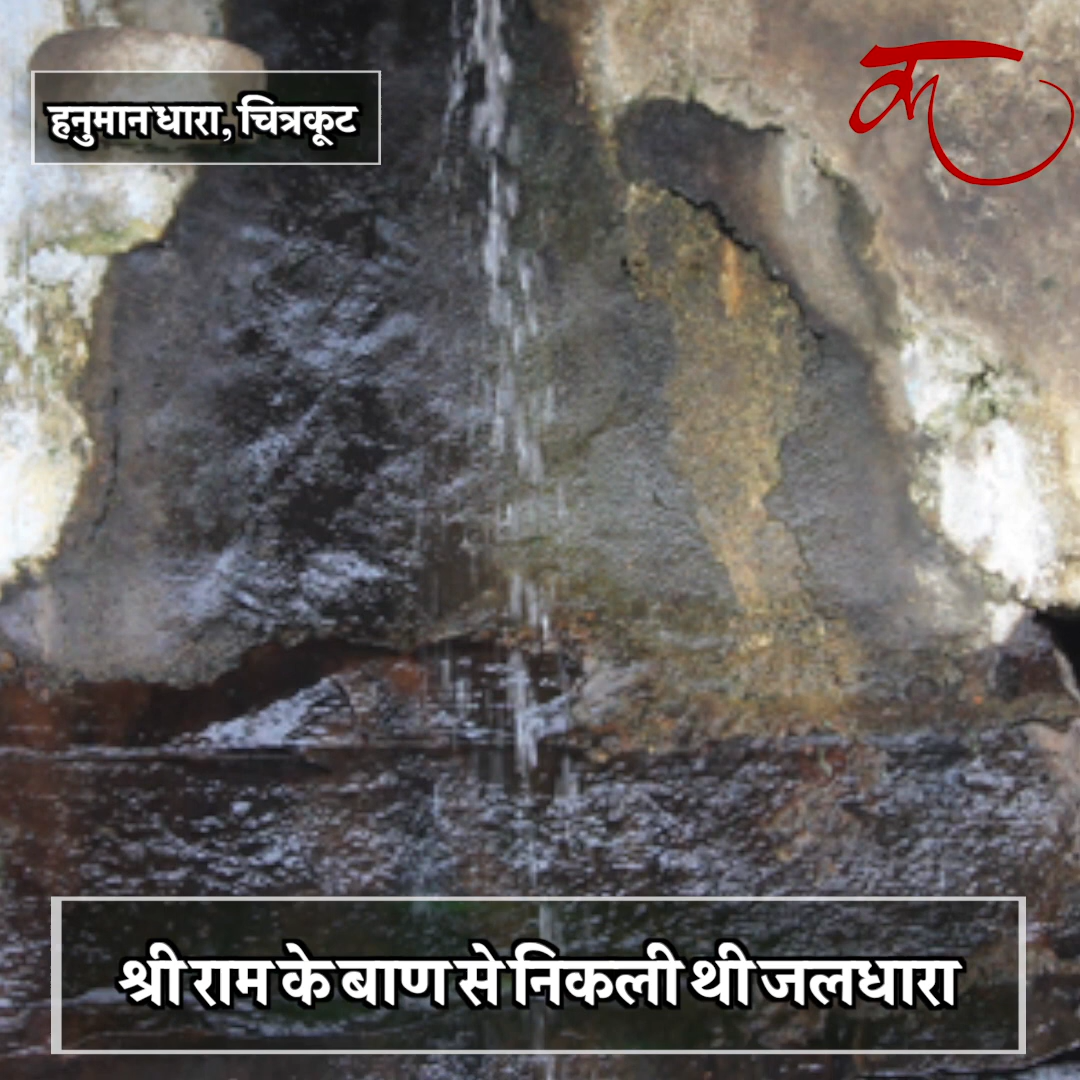 हनुमान धारा, चित्रकूट
क
श्री राम के बाण से निकली थी जलधारा